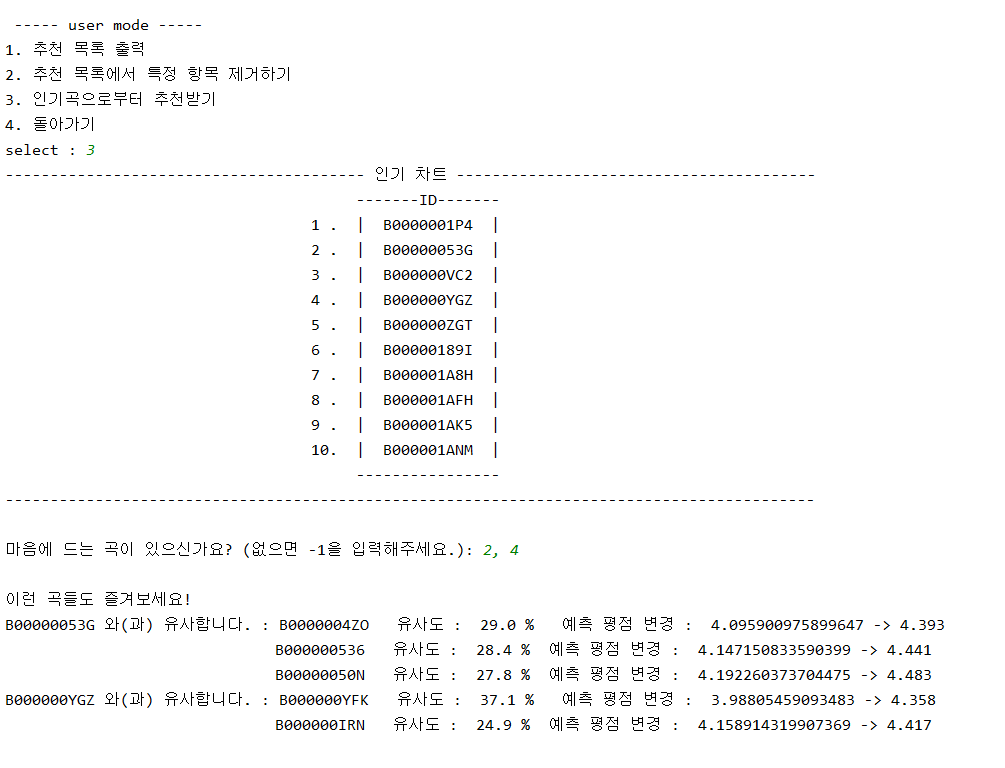 ----- user mode -----
1. 추천 목록 출력
2. 추천 목록에서 특정 항목 제거하기
3. 인기곡으로부터 추천받기
4. 돌아가기
select : 3
---------------------------------------- 인기 차트 ----------------------------------------
-------ID-------
1 . | B0000001P4 |
2 . | B00000053G |
3 . | B000000VC2 |
4 . | B000000YGZ |
5 . | B000000ZGT |
6 . | B00000189I |
7 . | B000001A8H |
8 . | B000001AFH |
9 . | B000001AK5 |
10. | B000001ANM |
----------------
------------------------------------------------------------------------------------------
마음에 드는 곡이 있으신가요? (없으면 -1을 입력해주세요.): 2, 4
이런 곡들도 즐겨보세요!
B00000053G 와(과) 유사합니다. : B0000004ZO 유사도 : 29.0 % 예측 평점 변경 : 4.095900975899647 -> 4.393
B000000536 유사도 : 28.4 % 예측 평점 변경 : 4.147150833590399 -> 4.441
B00000050N 유사도 : 27.8 % 예측 평점 변경 : 4.192260373704475 -> 4.483
B000000YGZ 와(과) 유사합니다. : B000000YFK 유사도 : 37.1 % 예측 평점 변경 : 3.98805459093483 -> 4.358
B000000IRN 유사도 : 24.9 % 예측 평점 변경 : 4.158914319907369 -> 4.417